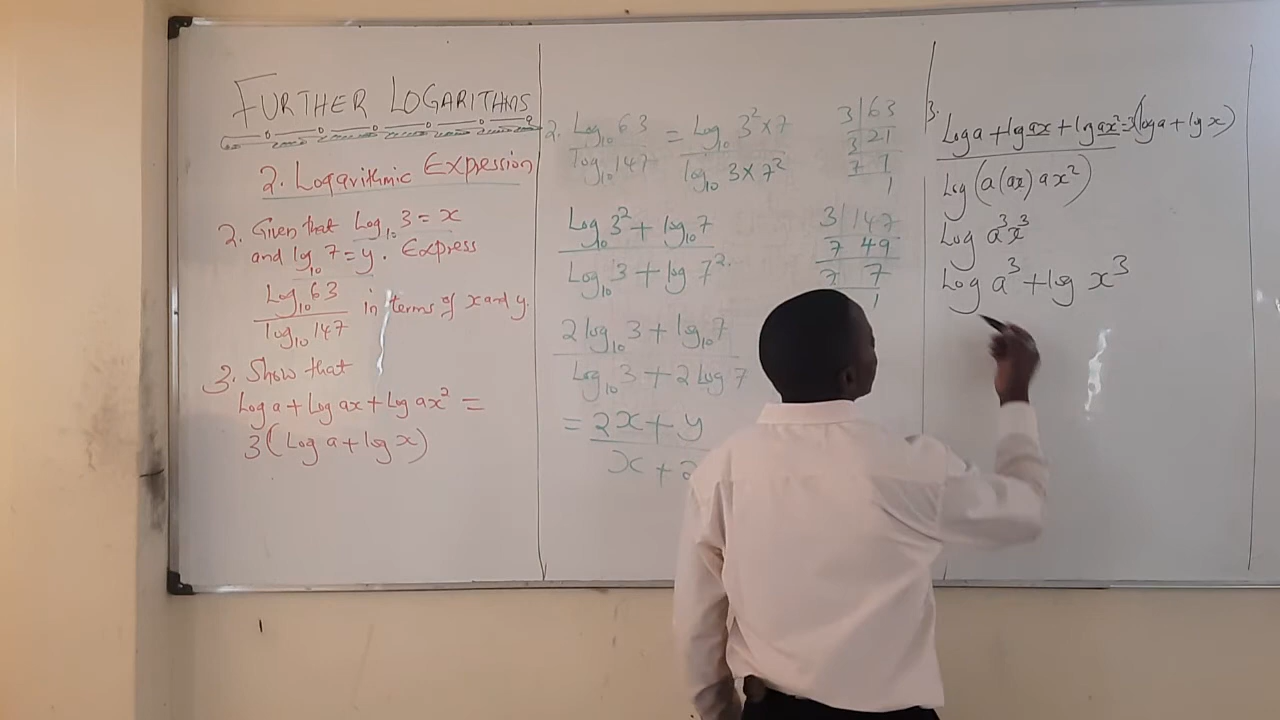 FURTHER LOGARITHMS
2. Logarithmic Expression
2. Given that Log₁₀ 3 = x
and log₁₀ 7 = y. Express
Log₁₀ 63 / log₁₀ 147 in terms of x and y.
3. Show that
Log a + Log ax + Log ax² =
3(Log a + log x)
2. Log₁₀ 63 / log₁₀ 147 = Log₁₀ 3² x 7 / log₁₀ 3 x 7²
Log₁₀ 3² + log₁₀ 7 / Log₁₀ 3 + log 7²
2 log₁₀ 3 + log₁₀ 7 / Log₁₀ 3 + 2 Log 7
= 2x + y / x + 2
3 | 63
3 | 21
7 | 7
1
3 | 147
7 | 49
7 | 7
1
3.
Log a + log ax + log ax² = 3(log a + lg x)
Log (a(ax) ax²)
Log a³x³
Log a³ + log x³